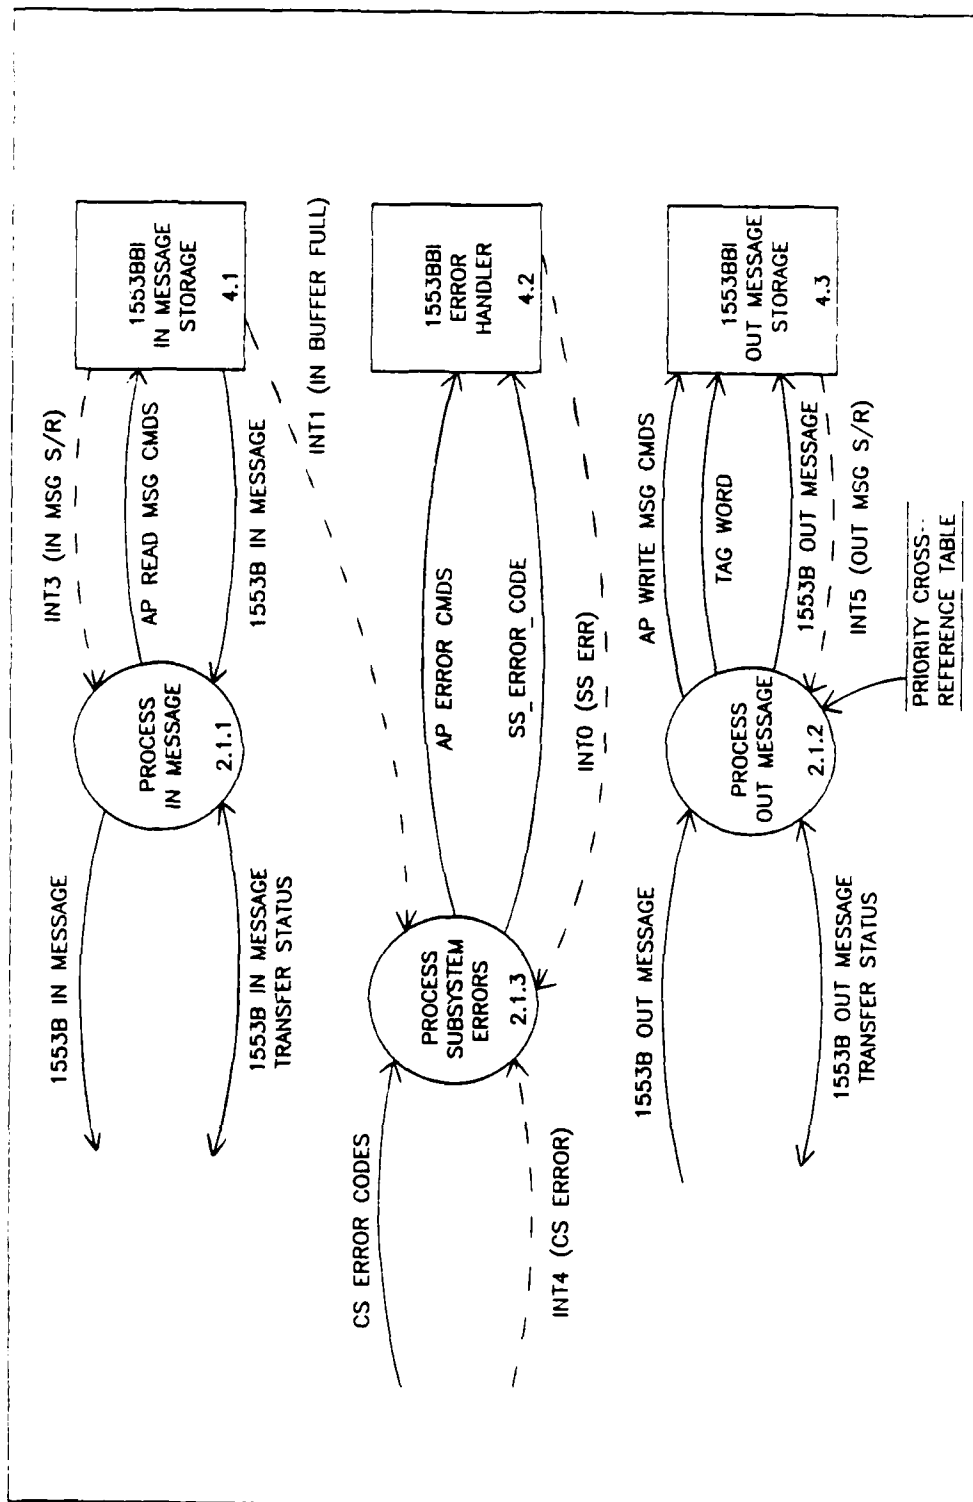 1553B IN MESSAGE
1553B IN MESSAGE
TRANSFER STATUS
PROCESS
IN MESSAGE
2.1.1
INT3 (IN MSG S/R)
AP READ MSG CMDS
1553B IN MESSAGE
1553BBI
IN MESSAGE
STORAGE
4.1
INT1 (IN BUFFER FULL)
CS ERROR CODES
INT4 (CS ERROR)
PROCESS
SUBSYSTEM
ERRORS
2.1.3
AP ERROR CMDS
SS_ERROR_CODE
INT0 (SS ERR)
1553BBI
ERROR
HANDLER
4.2
1553B OUT MESSAGE
1553B OUT MESSAGE
TRANSFER STATUS
PROCESS
OUT MESSAGE
2.1.2
AP WRITE MSG CMDS
TAG WORD
1553B OUT MESSAGE
INT5 (OUT MSG S/R)
1553BBI
OUT MESSAGE
STORAGE
4.3
PRIORITY CROSS-
REFERENCE TABLE